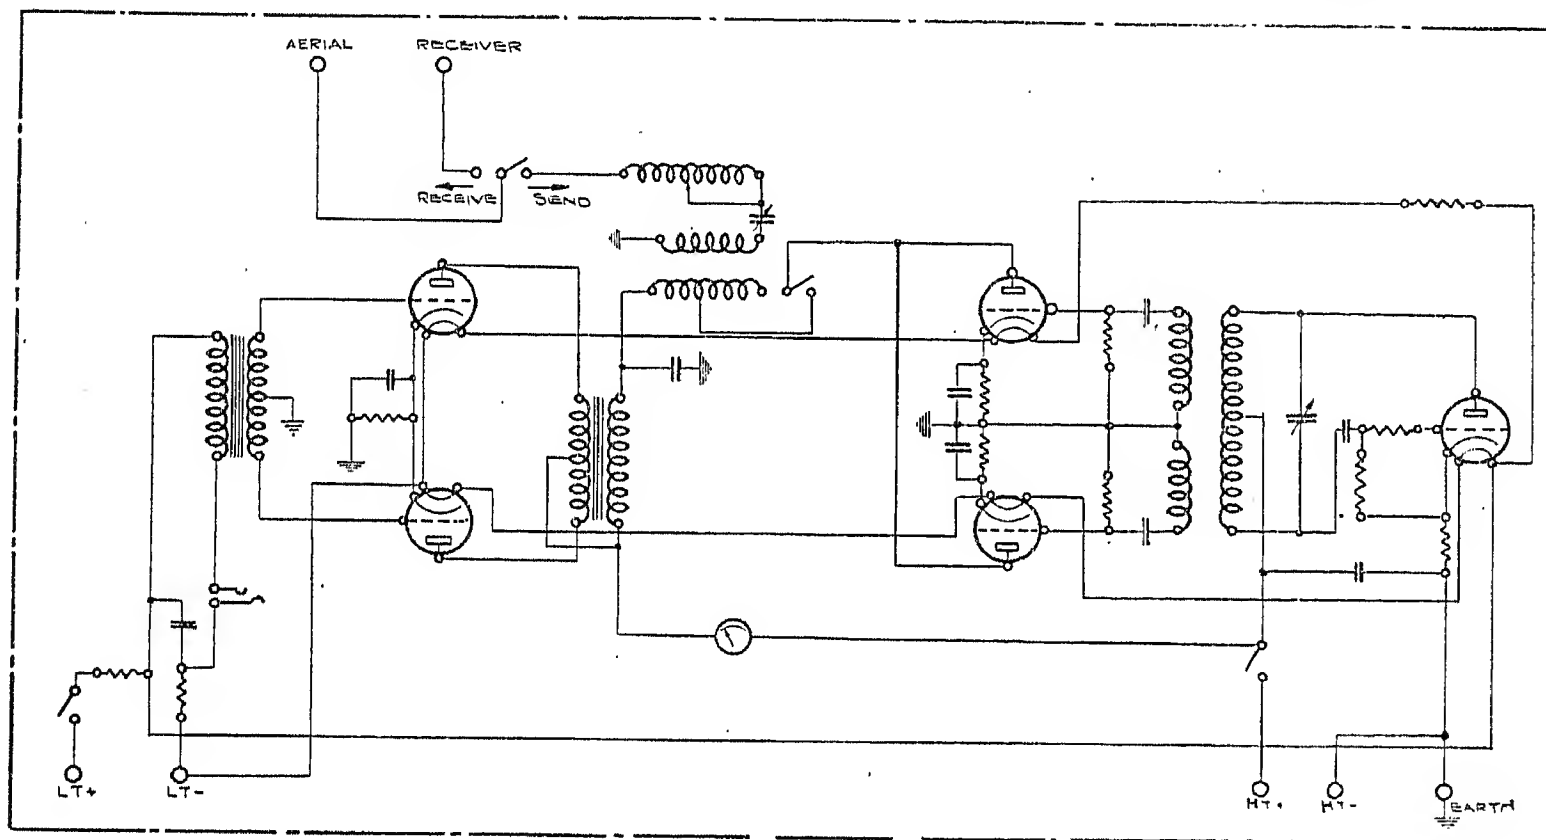 AERIAL
RECEIVER
RECEIVE
SEND
LT+
LT-
HT+
HT-
EARTH